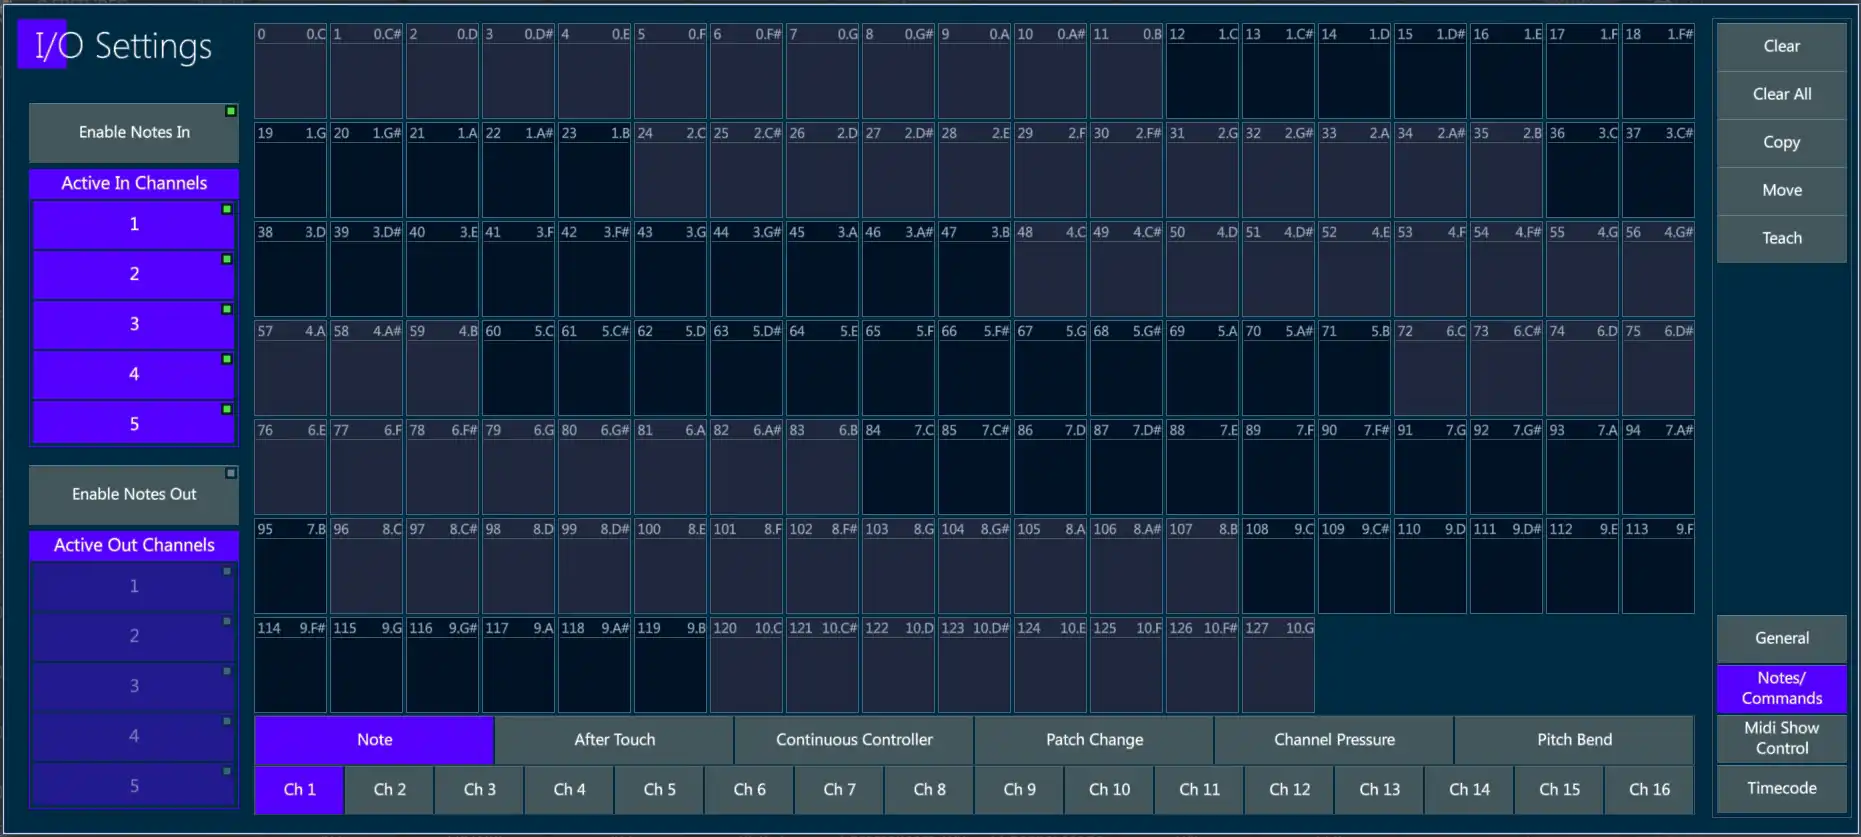 I/O Settings
Enable Notes In
Active In Channels
1
2
3
4
5
Enable Notes Out
Active Out Channels
1
2
3
4
5
0 0.C 1 0.C# 2 0.D 3 0.D# 4 0.E 5 0.F 6 0.F# 7 0.G 8 0.G# 9 0.A 10 0.A# 11 0.B 12 1.C 13 1.C# 14 1.D 15 1.D# 16 1.E 17 1.F 18 1.F#
19 1.G 20 1.G# 21 1.A 22 1.A# 23 1.B 24 2.C 25 2.C# 26 2.D 27 2.D# 28 2.E 29 2.F 30 2.F# 31 2.G 32 2.G# 33 2.A 34 2.A# 35 2.B 36 3.C 37 3.C#
38 3.D 39 3.D# 40 3.E 41 3.F 42 3.F# 43 3.G 44 3.G# 45 3.A 46 3.A# 47 3.B 48 4.C 49 4.C# 50 4.D 51 4.D# 52 4.E 53 4.F 54 4.F# 55 4.G 56 4.G#
57 4.A 58 4.A# 59 4.B 60 5.C 61 5.C# 62 5.D 63 5.D# 64 5.E 65 5.F 66 5.F# 67 5.G 68 5.G# 69 5.A 70 5.A# 71 5.B 72 6.C 73 6.C# 74 6.D 75 6.D#
76 6.E 77 6.F 78 6.F# 79 6.G 80 6.G# 81 6.A 82 6.A# 83 6.B 84 7.C 85 7.C# 86 7.D 87 7.D# 88 7.E 89 7.F 90 7.F# 91 7.G 92 7.G# 93 7.A 94 7.A#
95 7.B 96 8.C 97 8.C# 98 8.D 99 8.D# 100 8.E 101 8.F 102 8.F# 103 8.G 104 8.G# 105 8.A 106 8.A# 107 8.B 108 9.C 109 9.C# 110 9.D 111 9.D# 112 9.E 113 9.F
114 9.F# 115 9.G 116 9.G# 117 9.A 118 9.A# 119 9.B 120 10.C 121 10.C# 122 10.D 123 10.D# 124 10.E 125 10.F 126 10.F# 127 10.G
Note After Touch Continuous Controller Patch Change Channel Pressure Pitch Bend
Ch 1 Ch 2 Ch 3 Ch 4 Ch 5 Ch 6 Ch 7 Ch 8 Ch 9 Ch 10 Ch 11 Ch 12 Ch 13 Ch 14 Ch 15 Ch 16
Clear
Clear All
Copy
Move
Teach
General
Notes/
Commands
Midi Show
Control
Timecode